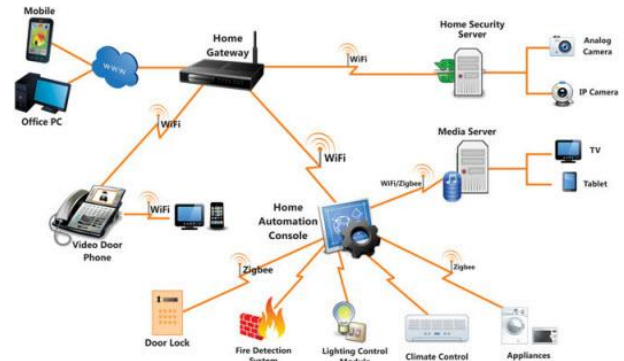 Mobile
Home
Gateway
Home Security
Server
Analog
Camera
WWW
WiFi
IP Camera
Office PC
WiFi
WiFi
Media Server
TV
WiFi/Zigbee
Tablet
WiFi
Home
Automation
Console
Video Door
Phone
Zigbee
Zigbee
Door Lock
Fire Detection
System
Lighting Control
Module
Climate Control
Appliances